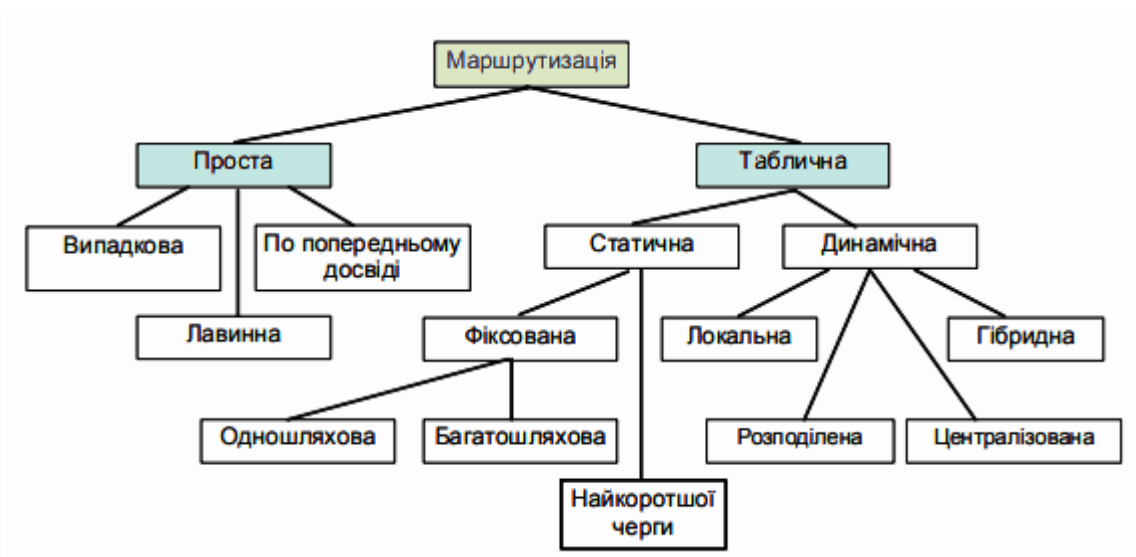 Маршрутизація
Проста
Таблична
Випадкова
По попередньому
досвіді
Статична
Динамічна
Лавинна
Фіксована
Локальна
Гібридна
Одношляхова
Багатошляхова
Розподілена
Централізована
Найкоротшої
черги